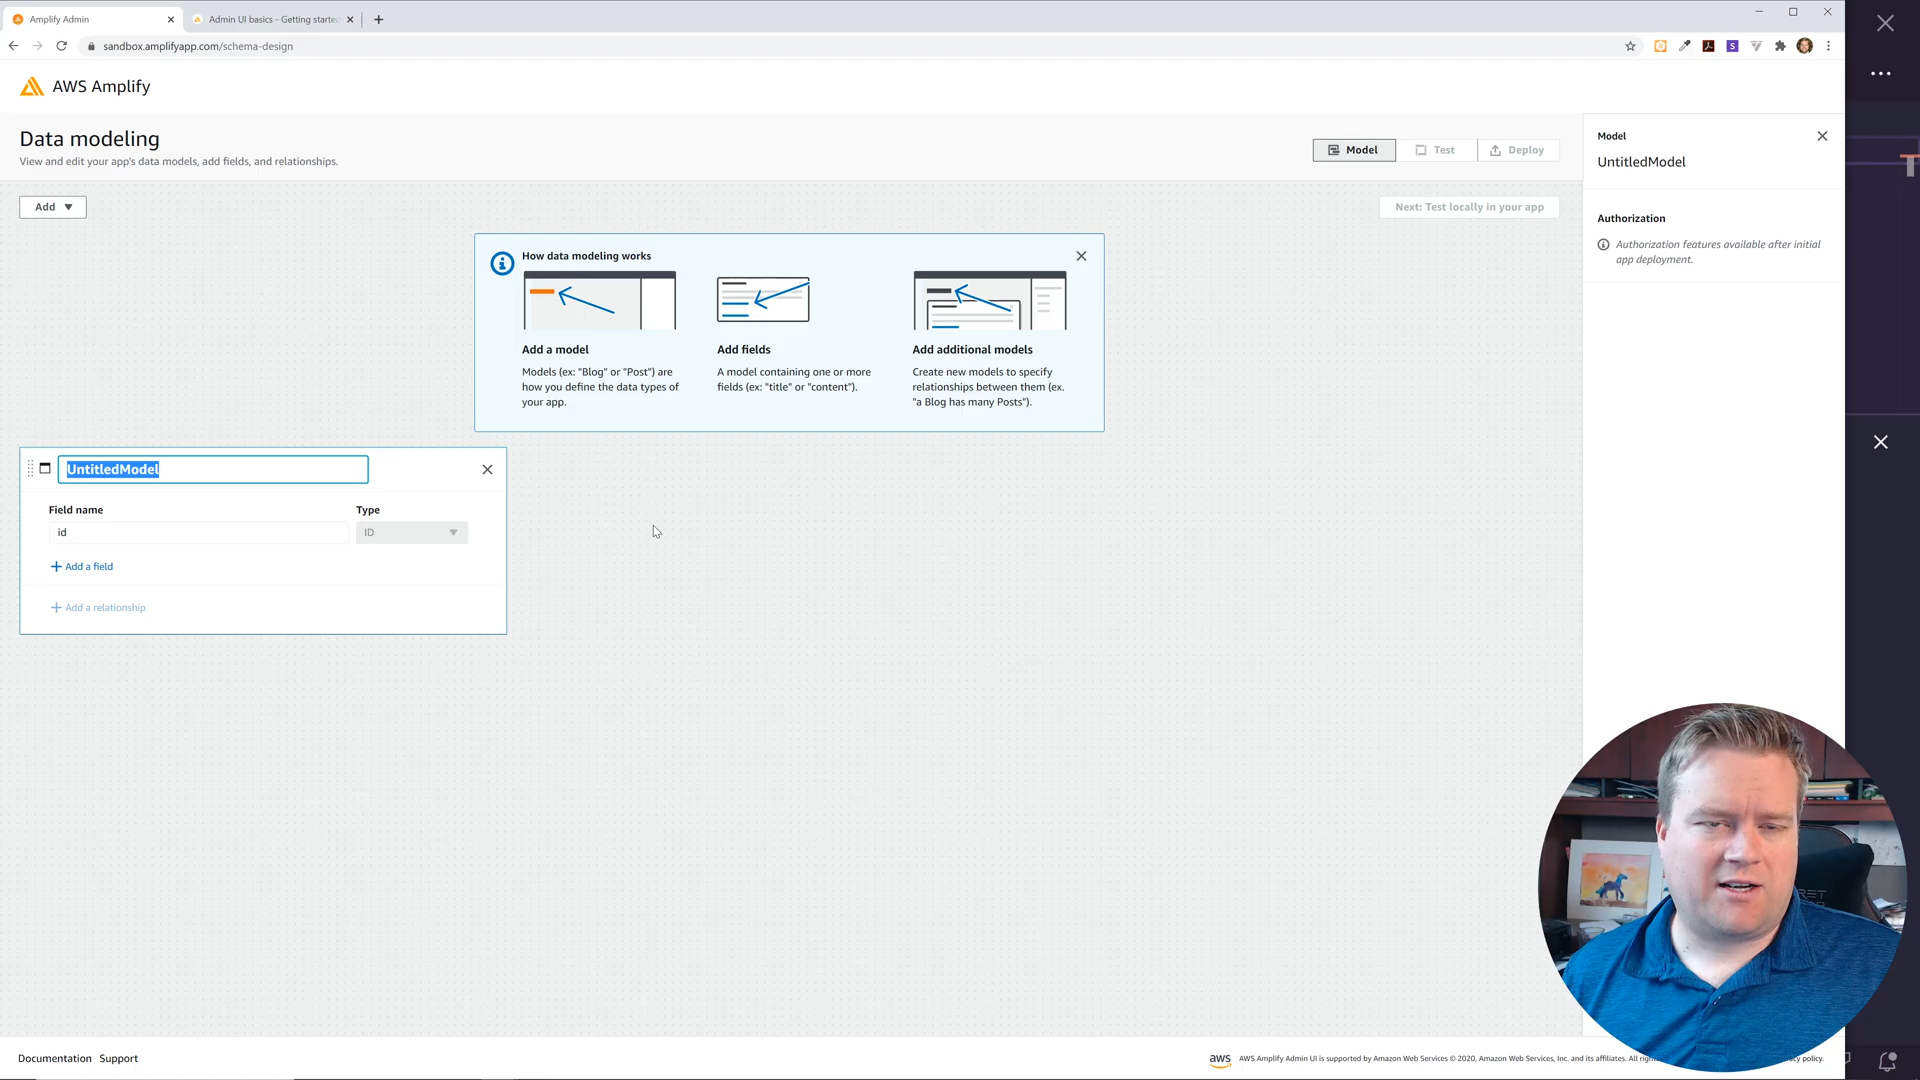 Amplify Admin
Admin UI basics - Getting starte
sandbox.amplifyapp.com/schema-design
AWS Amplify
Data modeling
View and edit your app's data models, add fields, and relationships.
Model
Test
Deploy
Add
Next: Test locally in your app
Model
UntitledModel
Authorization
Authorization features available after initial
app deployment.
How data modeling works
Add a model
Models (ex: "Blog" or "Post") are
how you define the data types of
your app.
Add fields
A model containing one or more
fields (ex: "title" or "content").
Add additional models
Create new models to specify
relationships between them (ex.
"a Blog has many Posts").
UntitledModel
Field name
Type
id
ID
Add a field
Add a relationship
Documentation
Support
aws
AWS Amplify Admin UI is supported by Amazon Web Services © 2020, Amazon Web Services, Inc. and its affiliates. All
policy.